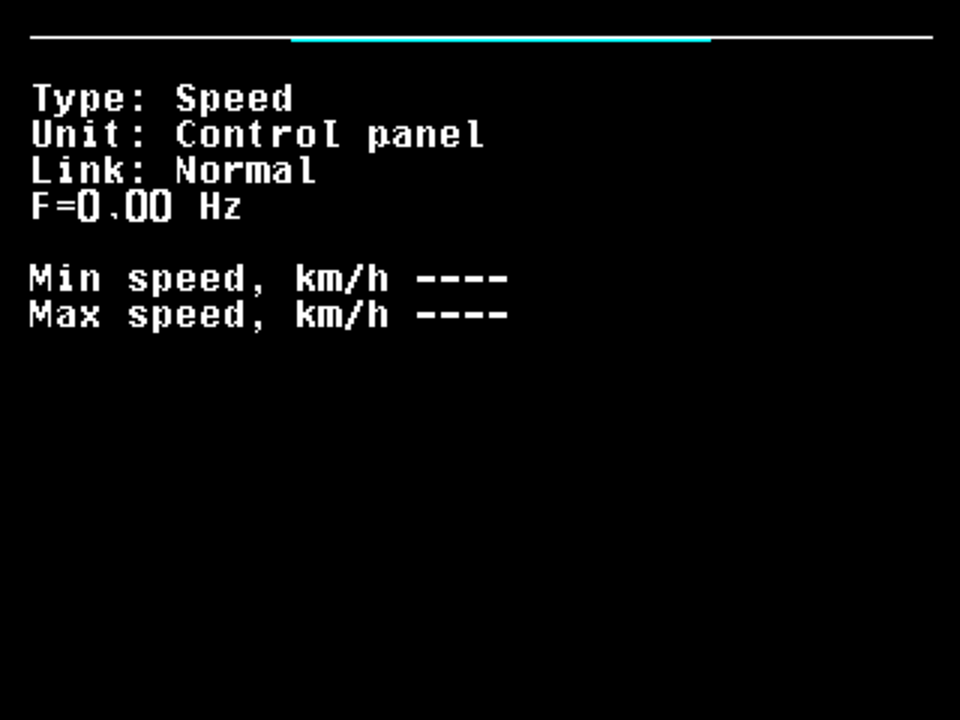 Type: Speed
Unit: Control panel
Link: Normal
F=0.00 Hz
Min speed, km/h ----
Max speed, km/h ----